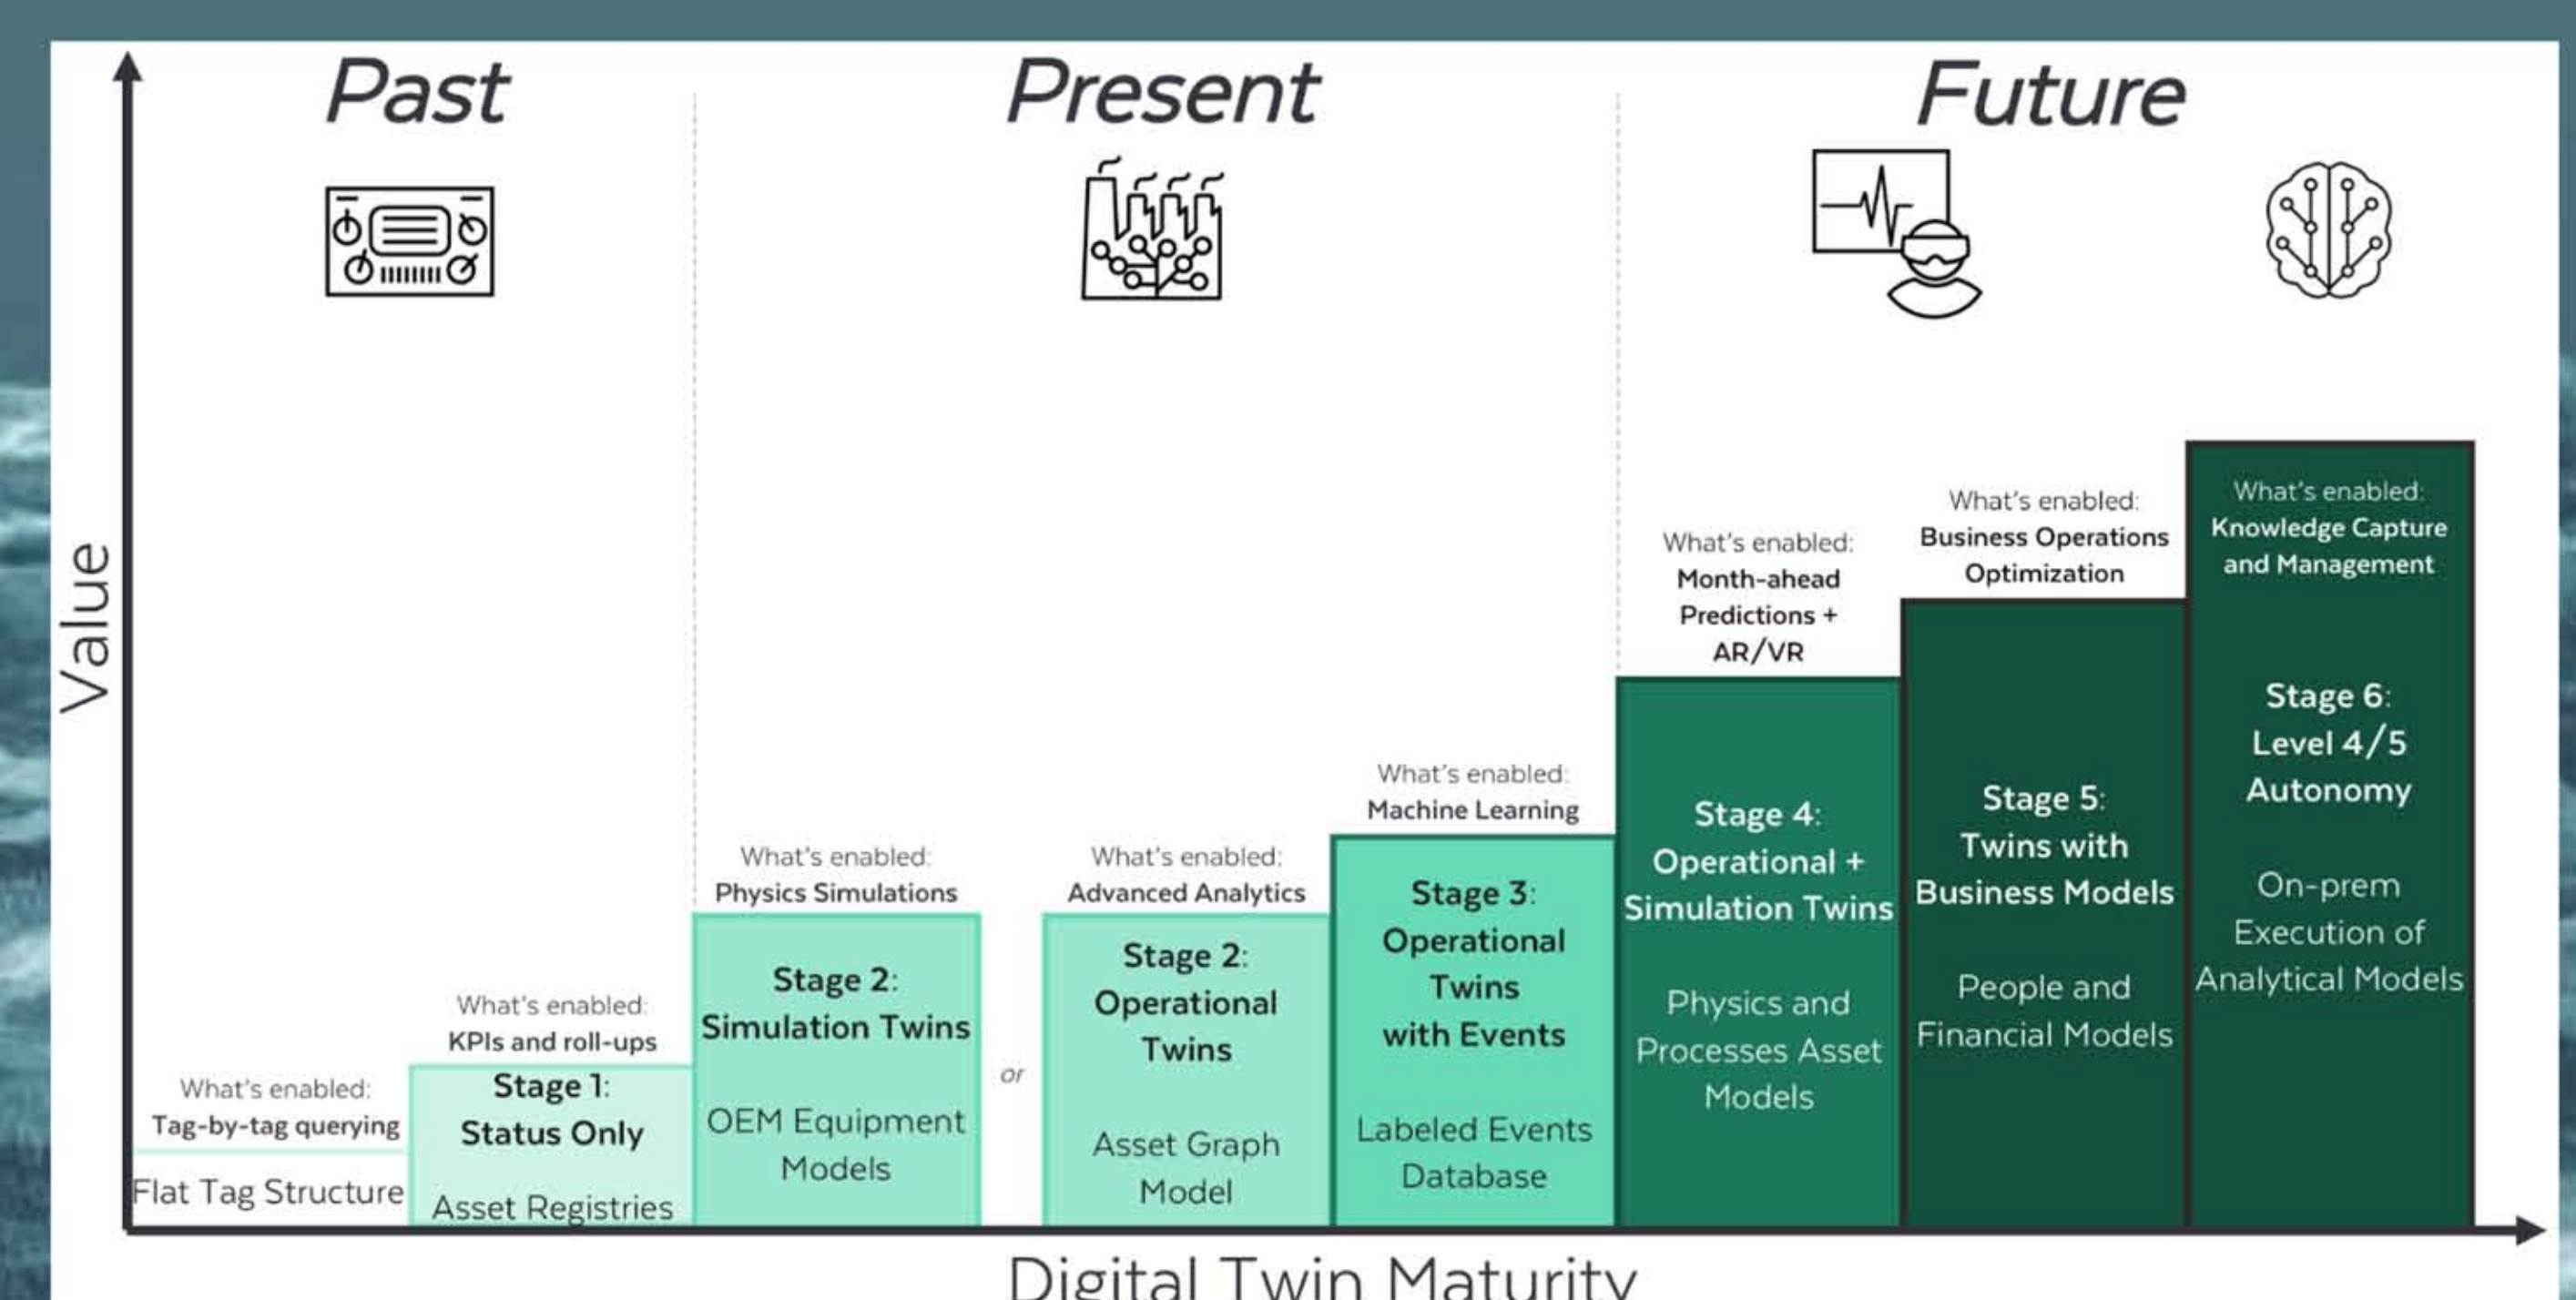 Past
Present
Future
Value
What's enabled:
Tag-by-tag querying
Flat Tag Structure
What's enabled:
KPIs and roll-ups
Stage 1:
Status Only
Asset Registries
What's enabled:
Physics Simulations
Stage 2:
Simulation Twins
OEM Equipment
Models
or
What's enabled:
Advanced Analytics
Stage 2:
Operational
Twins
Asset Graph
Model
What's enabled:
Machine Learning
Stage 3:
Operational
Twins
with Events
Labeled Events
Database
What's enabled:
Month-ahead
Predictions +
AR/VR
Stage 4:
Operational +
Simulation Twins
Physics and
Processes Asset
Models
What's enabled:
Business Operations
Optimization
Stage 5:
Twins with
Business Models
People and
Financial Models
What's enabled:
Knowledge Capture
and Management
Stage 6:
Level 4/5
Autonomy
On-prem
Execution of
Analytical Models
Digital Twin Maturity